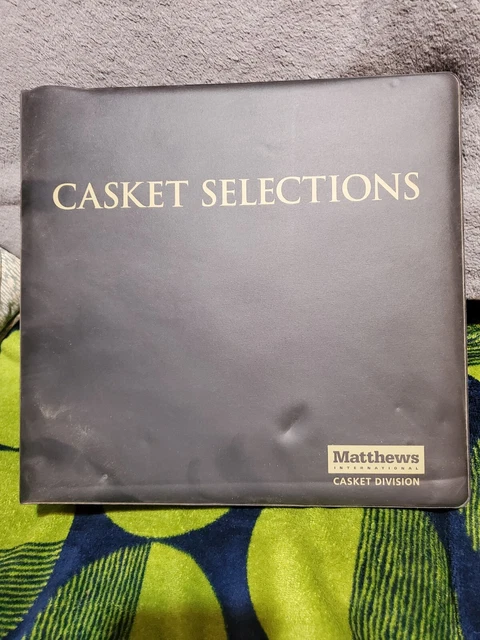 CASKET SELECTIONS
Matthews
INTERNATIONAL
CASKET DIVISION